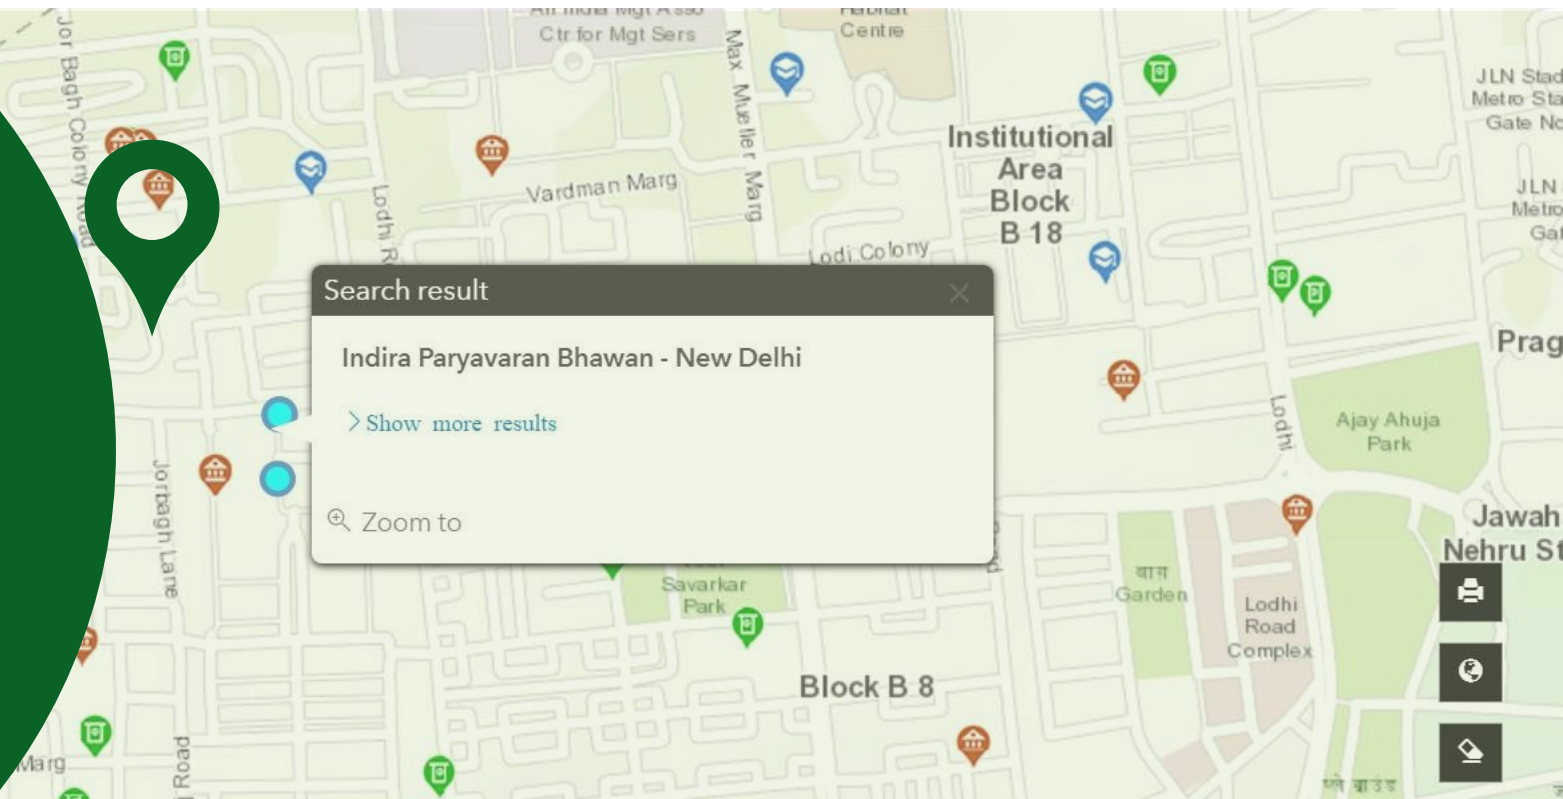 Ctr for Mgt Sers
Centre
Jor Bagh Colony Road
Max Mueller Marg
JLN Stad
Metro Sta
Gate No
Institutional
Area
Block
B 18
Vardman Marg
Lodhi R
Lodi Colony
JLN
Metro
Gat
Search result
Indira Paryavaran Bhawan - New Delhi
Show more results
Zoom to
Prag
Lodhi
Ajay Ahuja
Park
Jorbagh Lane
Jawah
Nehru St
Savarkar
Park
बाग
Garden
Lodhi
Road
Complex
Block B 8
Marg
Road